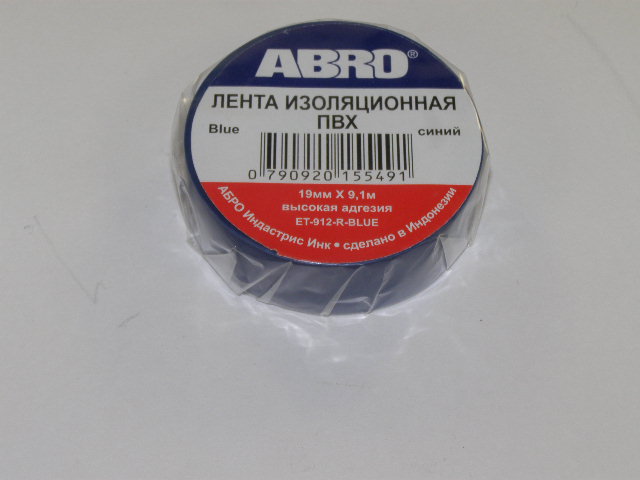 ABRO®
ЛЕНТА ИЗОЛЯЦИОННАЯ
ПВХ
Blue синий
0 790920 155491
19мм X 9,1м
высокая адгезия
ET-912-R-BLUE
АБРО Индастрис Инк • сделано в Индонезии